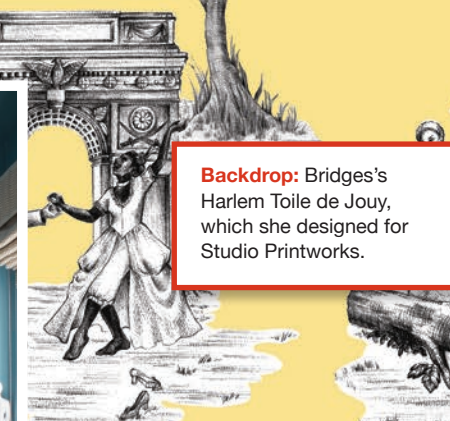 Backdrop: Bridges's
Harlem Toile de Jouy,
which she designed for
Studio Printworks.